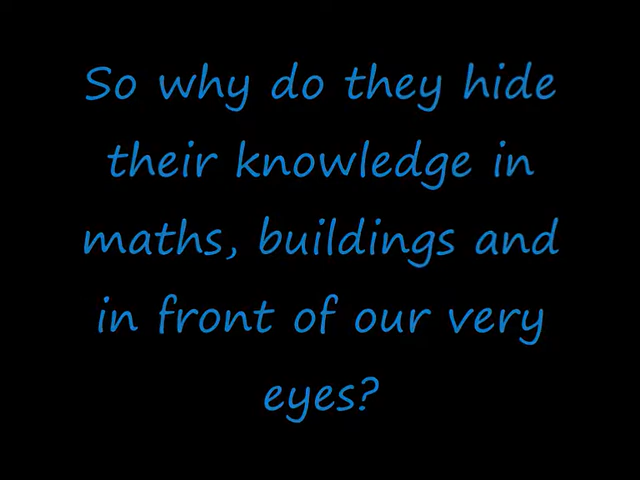 So why do they hide
their knowledge in
maths, buildings and
in front of our very
eyes?